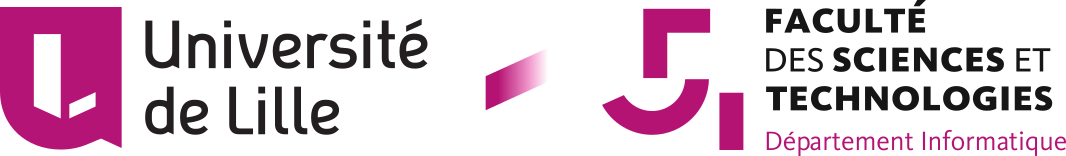 Université
de Lille
FACULTÉ
DES SCIENCES ET
TECHNOLOGIES
Département Informatique